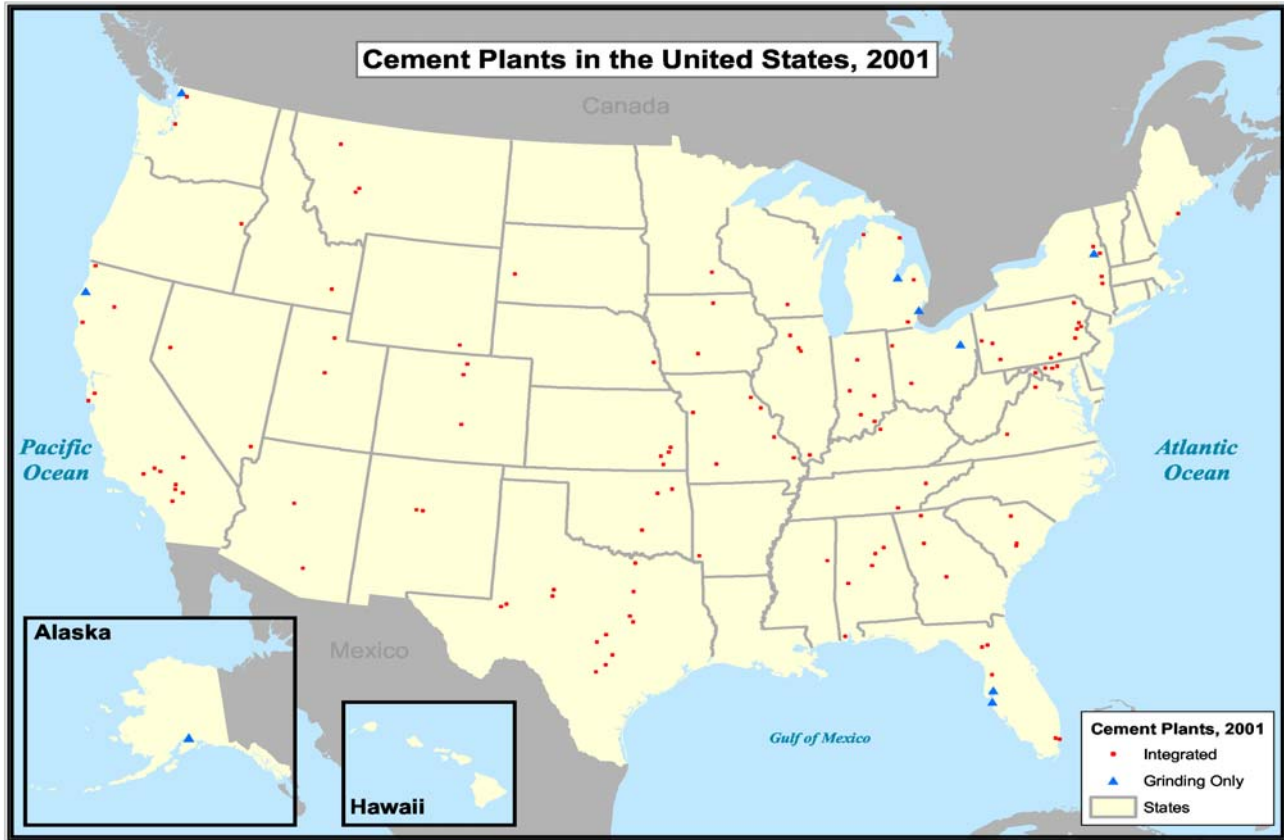 Cement Plants in the United States, 2001
Canada
Pacific
Ocean
Atlantic
Ocean
Mexico
Gulf of Mexico
Alaska
Hawaii
Cement Plants, 2001
Integrated
Grinding Only
States